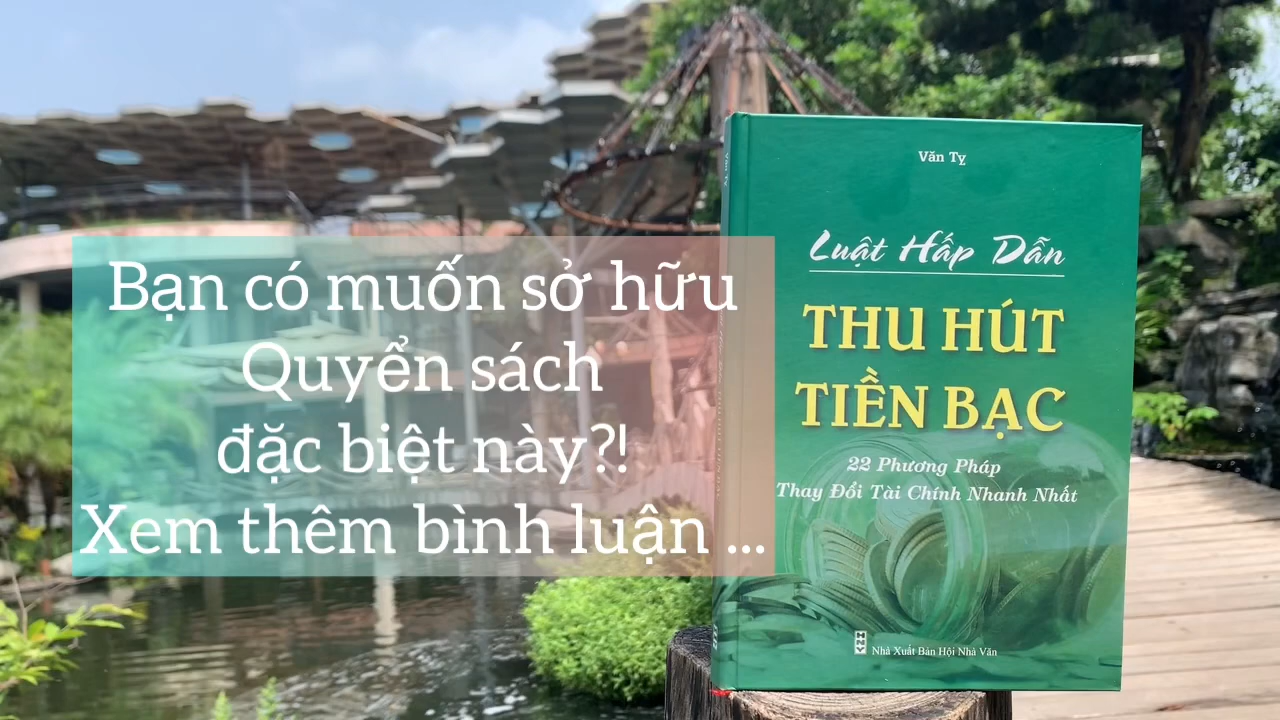 Bạn có muốn sở hữu
Quyển sách
đặc biệt này?!
Xem thêm bình luận ...
Văn Tỵ
Luật Hấp Dẫn
THU HÚT
TIỀN BẠC
22 Phương Pháp
Thay Đổi Tài Chính Nhanh Nhất
Nhà Xuất Bản Hội Nhà Văn